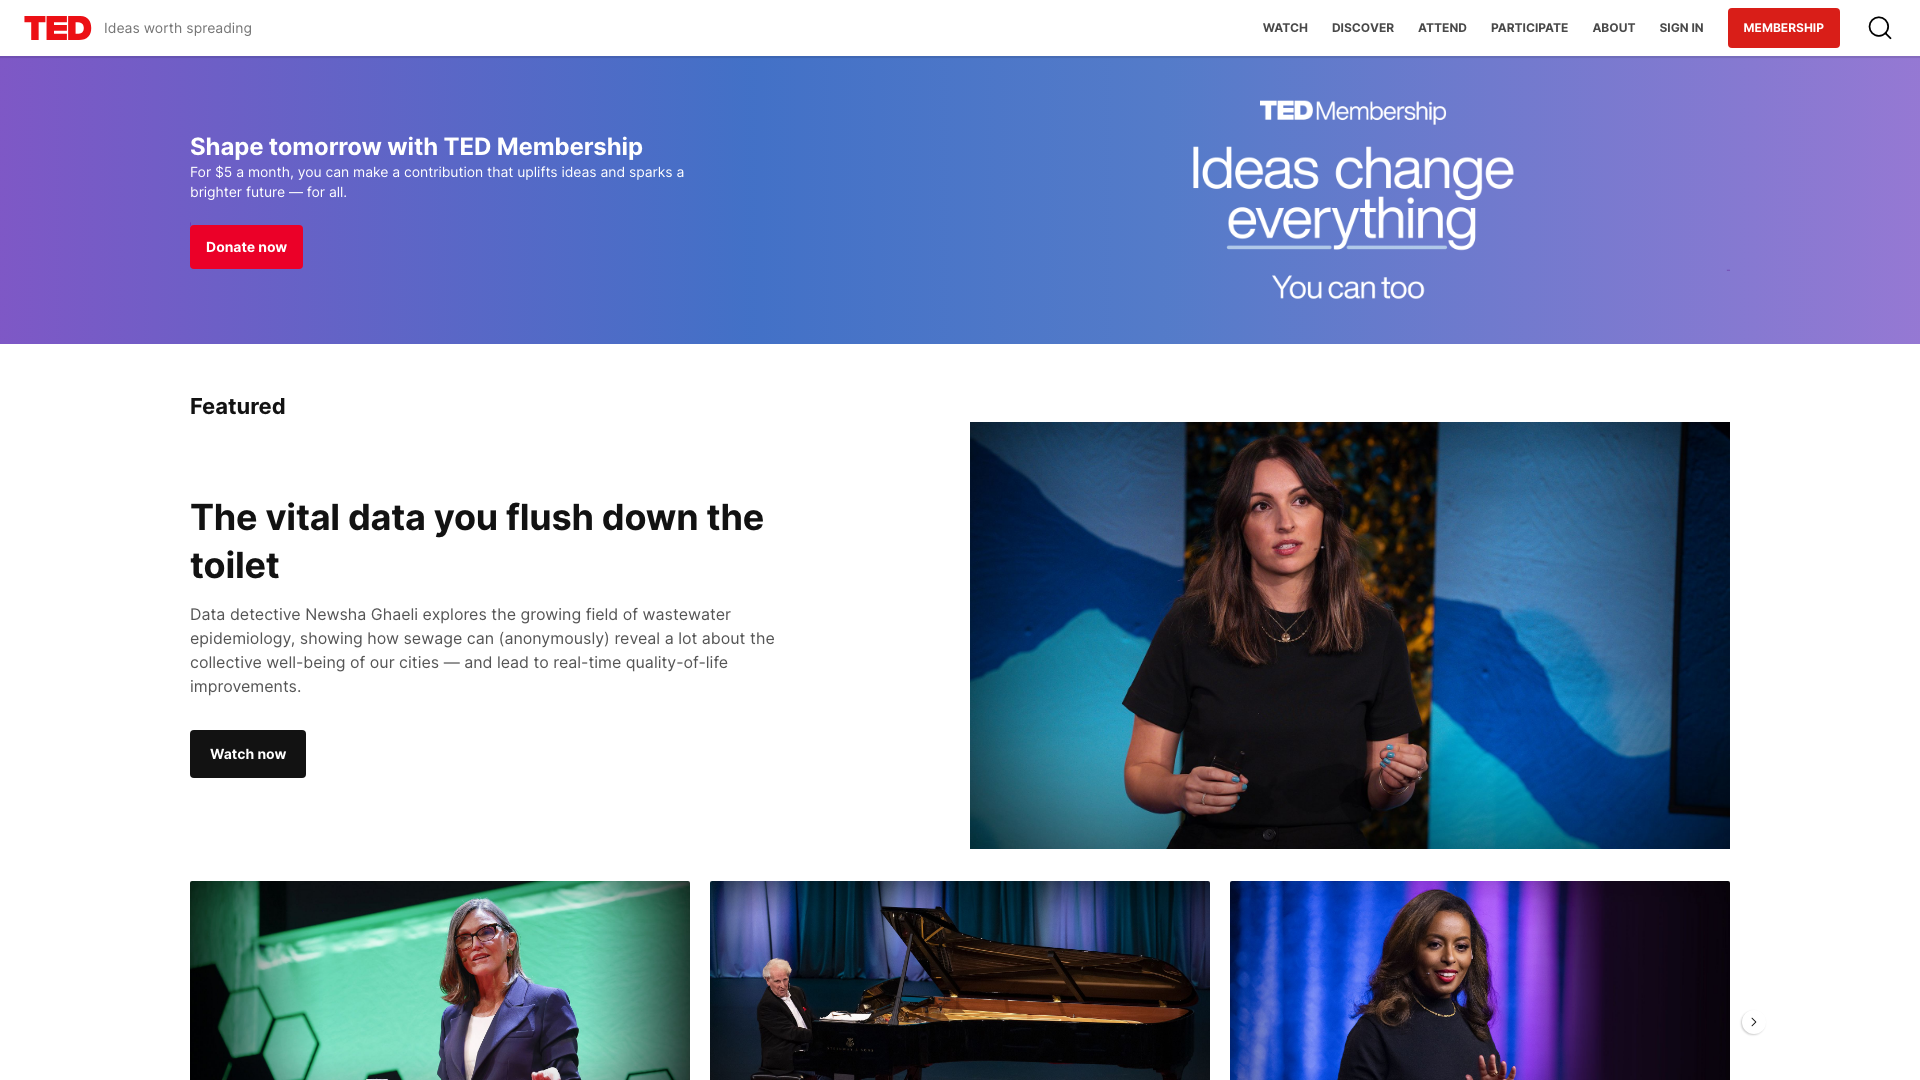 TED Ideas worth spreading
WATCH DISCOVER ATTEND PARTICIPATE ABOUT SIGN IN MEMBERSHIP
Shape tomorrow with TED Membership
For $5 a month, you can make a contribution that uplifts ideas and sparks a
brighter future — for all.
Donate now
TED Membership
Ideas change
everything
You can too
Featured
The vital data you flush down the
toilet
Data detective Newsha Ghaeli explores the growing field of wastewater
epidemiology, showing how sewage can (anonymously) reveal a lot about the
collective well-being of our cities — and lead to real-time quality-of-life
improvements.
Watch now